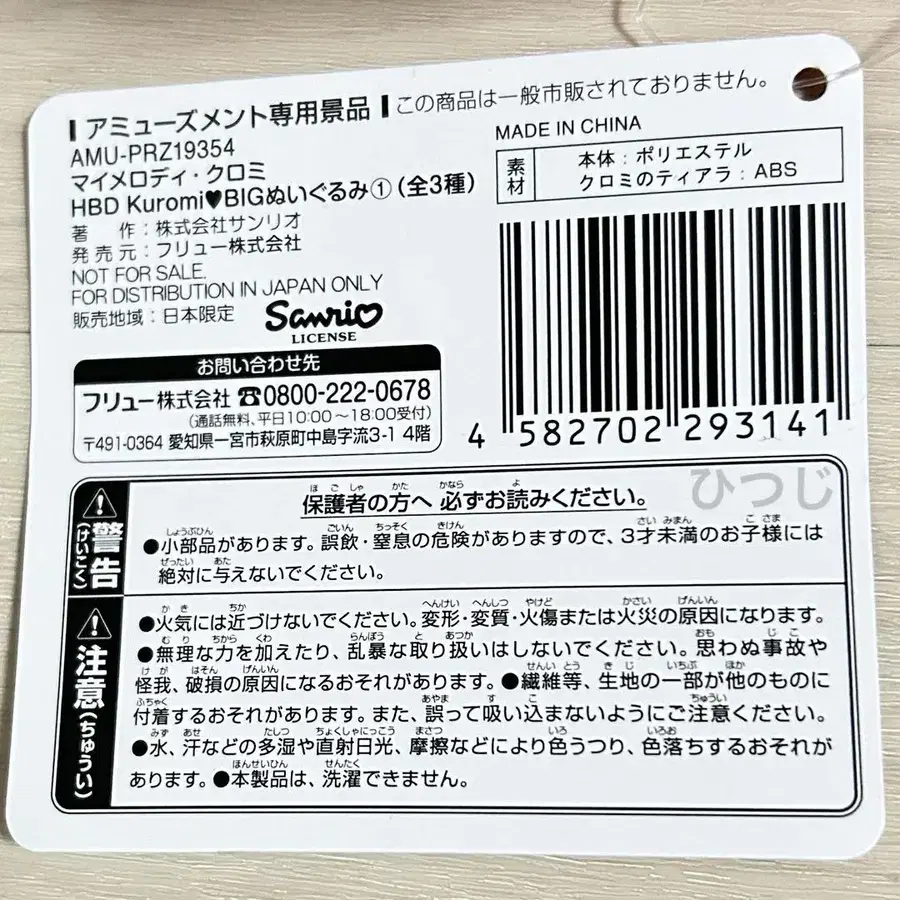 アミューズメント専用景品 この商品は一般市販されておりません。
AMU-PRZ19354
マイメロディ・クロミ
HBD Kuromi♥BIGぬいぐるみ①(全3種)
著 作:株式会社サンリオ
発売元:フリュー株式会社
NOT FOR SALE.
FOR DISTRIBUTION IN JAPAN ONLY
販売地域:日本限定
Sanrio
LICENSE
お問い合わせ先
フリュー株式会社 ☎0800-222-0678
(通話無料、平日10:00~18:00受付)
〒491-0364 愛知県一宮市萩原町中島字流3-1 4階
MADE IN CHINA
素材
本体:ポリエステル
クロミのティアラ:ABS
4 582702 293141
ひつじ
警告(けいこく)
保護者の方へ 必ずお読みください。
●小部品があります。誤飲・窒息の危険がありますので、3才未満のお子様には
絶対に与えないでください。
注意(ちゅうい)
●火気には近づけないでください。変形・変質・火傷または火災の原因になります。
●無理な力を加えたり、乱暴な取り扱いはしないでください。思わぬ事故や
怪我、破損の原因になるおそれがあります。●繊維等、生地の一部が他のものに
付着するおそれがあります。また、誤って吸い込まないようにご注意ください。
●水、汗などの多湿や直射日光、摩擦などにより色うつり、色落ちするおそれが
あります。●本製品は、洗濯できません。